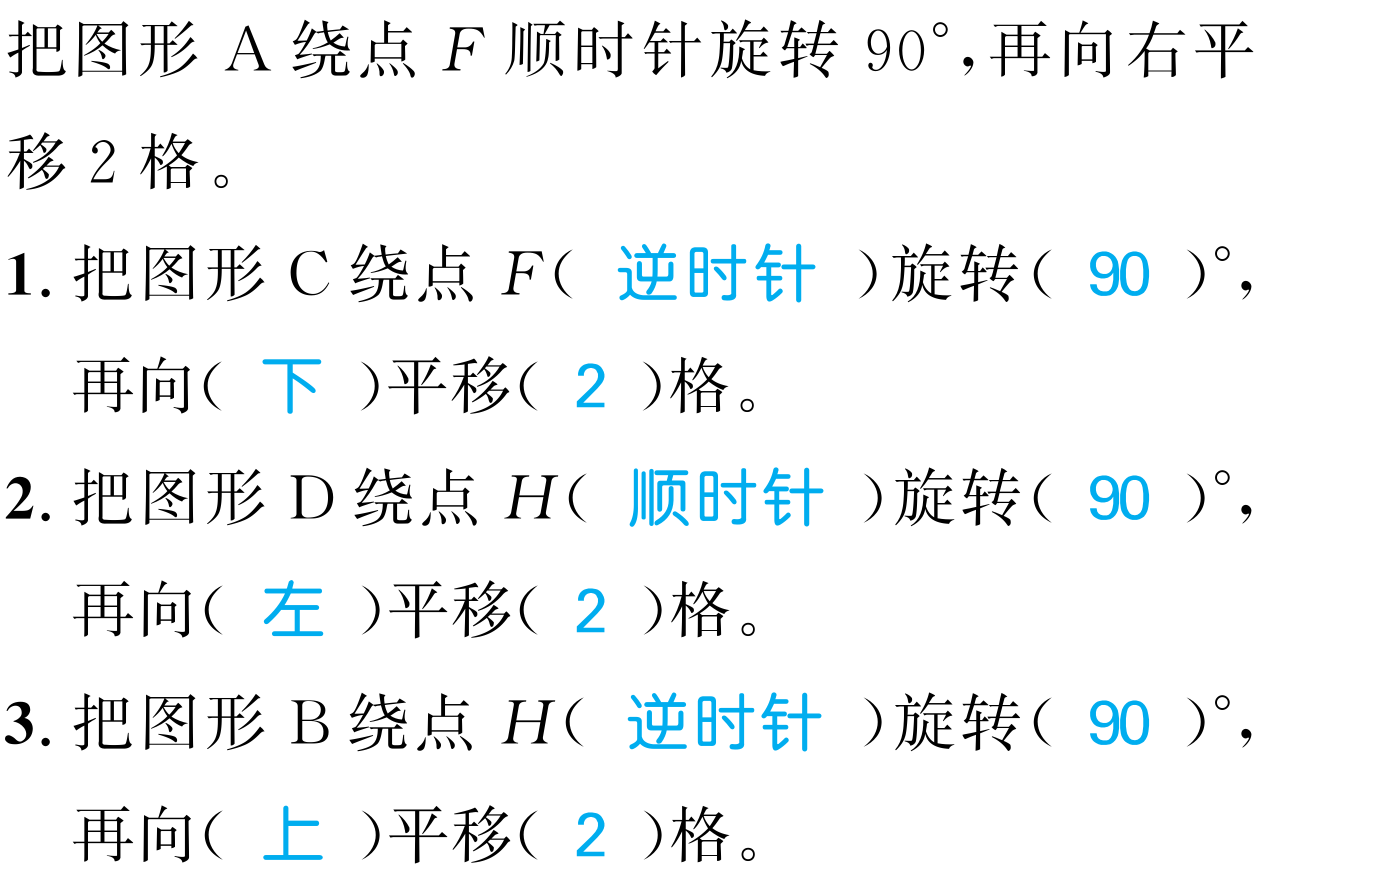 把图形 A 绕点 F 顺时针旋转 90°,再向右平
移 2 格。
1. 把图形 C 绕点 F( 逆时针 )旋转( 90 )°,
再向( 下 )平移( 2 )格。
2. 把图形 D 绕点 H( 顺时针 )旋转( 90 )°,
再向( 左 )平移( 2 )格。
3. 把图形 B 绕点 H( 逆时针 )旋转( 90 )°,
再向( 上 )平移( 2 )格。